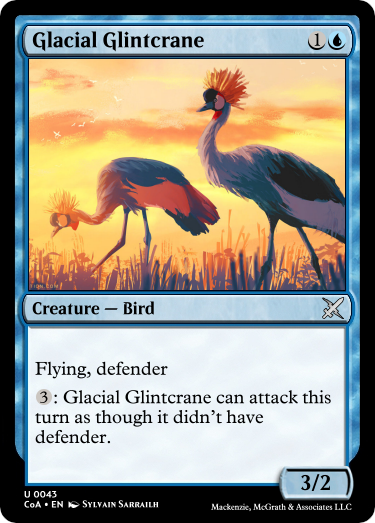 Glacial Glintcrane 1
Creature — Bird
Flying, defender
3: Glacial Glintcrane can attack this
turn as though it didn't have
defender.
3/2
U 0043
CoA • EN Sylvain Sarrailh
Mackenzie, McGrath & Associates LLC